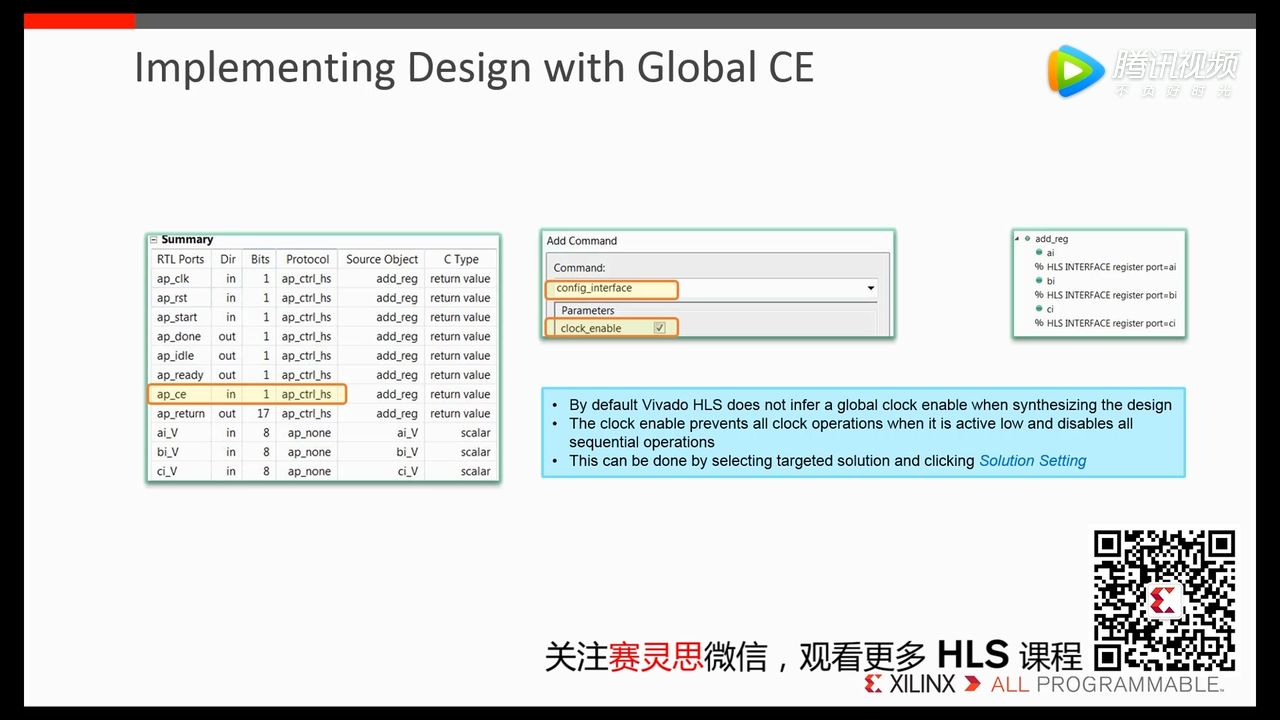 Implementing Design with Global CE
腾讯视频
不负好时光
Summary
RTL Ports Dir Bits Protocol Source Object C Type
ap_clk in 1 ap_ctrl_hs add_reg return value
ap_rst in 1 ap_ctrl_hs add_reg return value
ap_start in 1 ap_ctrl_hs add_reg return value
ap_done out 1 ap_ctrl_hs add_reg return value
ap_idle out 1 ap_ctrl_hs add_reg return value
ap_ready out 1 ap_ctrl_hs add_reg return value
ap_ce in 1 ap_ctrl_hs add_reg return value
ap_return out 17 ap_ctrl_hs add_reg return value
ai_V in 8 ap_none ai_V scalar
bi_V in 8 ap_none bi_V scalar
ci_V in 8 ap_none ci_V scalar
Add Command
Command:
config_interface
Parameters
clock_enable
add_reg
ai
% HLS INTERFACE register port=ai
bi
% HLS INTERFACE register port=bi
ci
% HLS INTERFACE register port=ci
• By default Vivado HLS does not infer a global clock enable when synthesizing the design
• The clock enable prevents all clock operations when it is active low and disables all
sequential operations
• This can be done by selecting targeted solution and clicking Solution Setting
关注赛灵思微信，观看更多 HLS 课程
XILINX ALL PROGRAMMABLE™